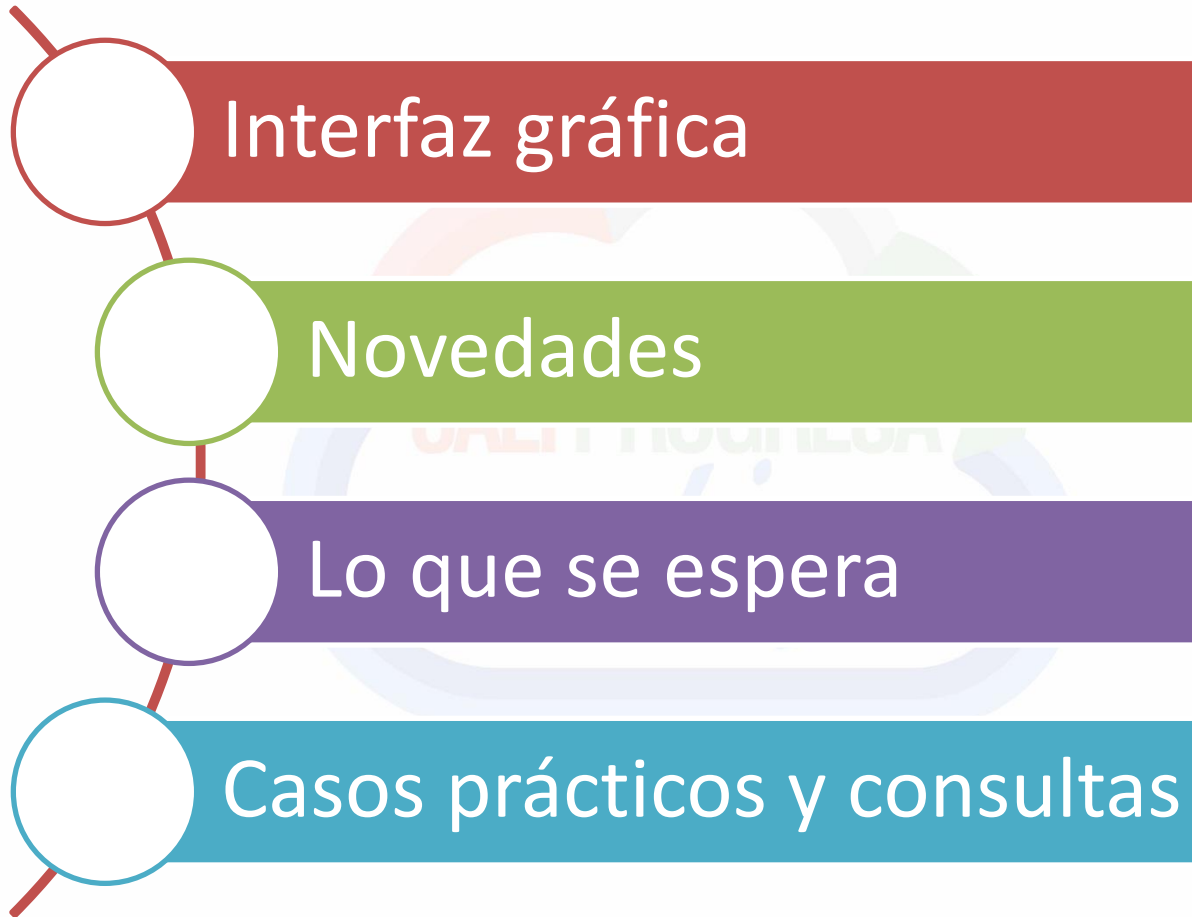 Interfaz gráfica
Novedades
Lo que se espera
Casos prácticos y consultas